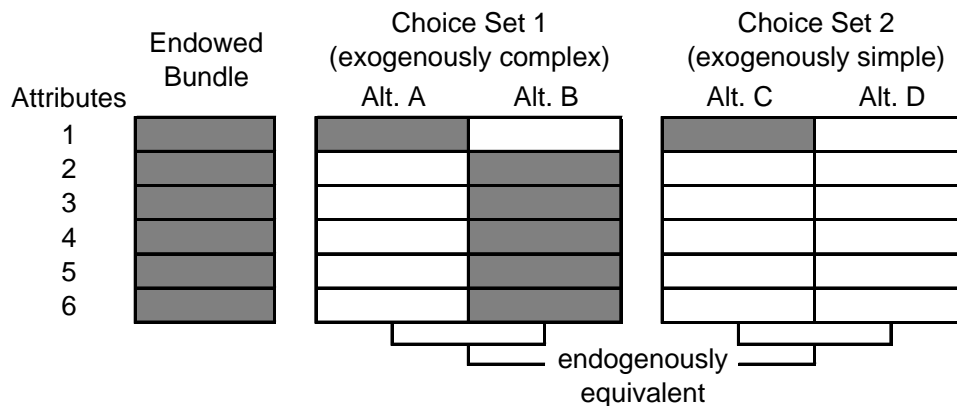 Endowed
Bundle
Choice Set 1
(exogenously complex)
Choice Set 2
(exogenously simple)
Attributes
Alt. A
Alt. B
Alt. C
Alt. D
1
2
3
4
5
6
endogenously
equivalent